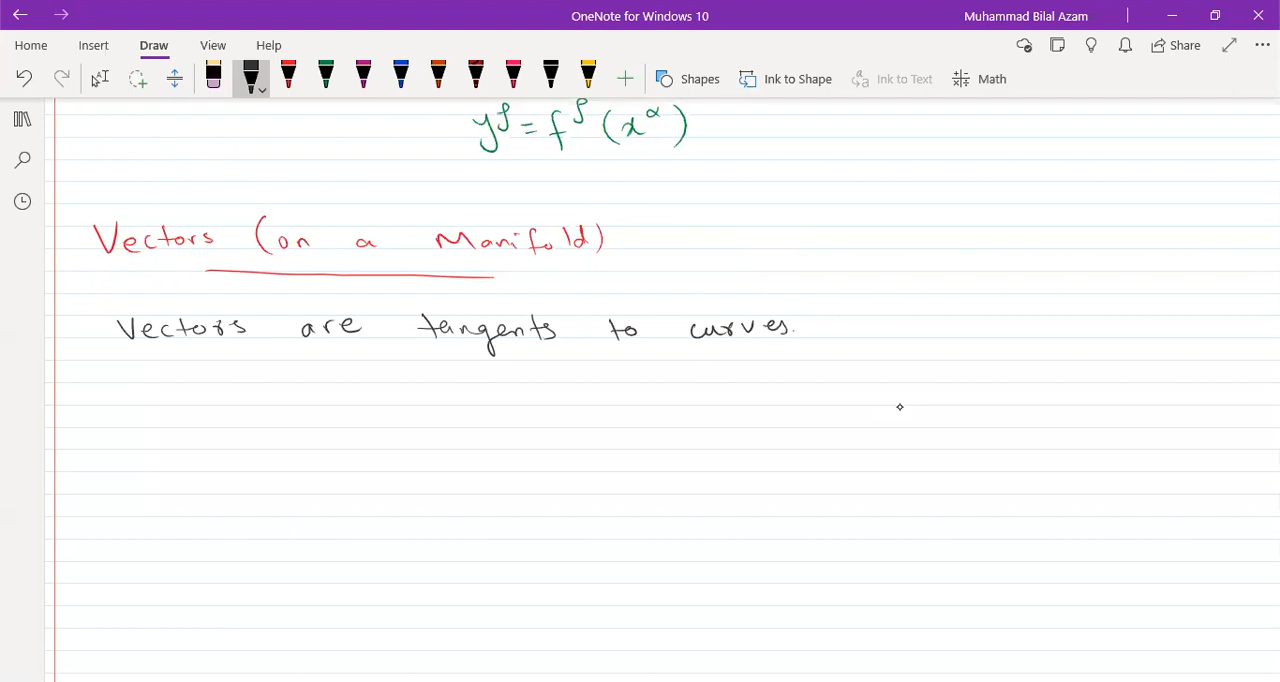 OneNote for Windows 10
Muhammad Bilal Azam
Home Insert Draw View Help
Share
Shapes Ink to Shape Ink to Text Math
y^ρ = f^ρ (x^α)
Vectors (on a Manifold)
Vectors are tangents to curves.